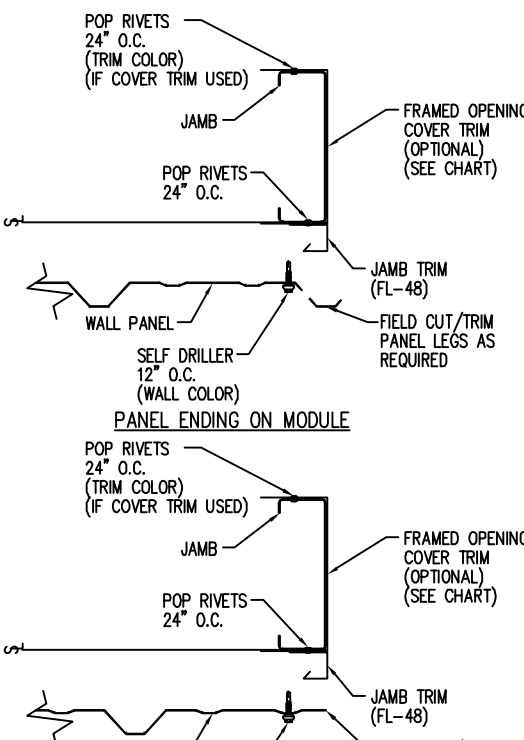 POP RIVETS
24" O.C.
(TRIM COLOR)
(IF COVER TRIM USED)
JAMB
FRAMED OPENING
COVER TRIM
(OPTIONAL)
(SEE CHART)
POP RIVETS
24" O.C.
JAMB TRIM
(FL-48)
WALL PANEL
FIELD CUT/TRIM
PANEL LEGS AS
REQUIRED
SELF DRILLER
12" O.C.
(WALL COLOR)
PANEL ENDING ON MODULE
POP RIVETS
24" O.C.
(TRIM COLOR)
(IF COVER TRIM USED)
JAMB
FRAMED OPENING
COVER TRIM
(OPTIONAL)
(SEE CHART)
POP RIVETS
24" O.C.
JAMB TRIM
(FL-48)